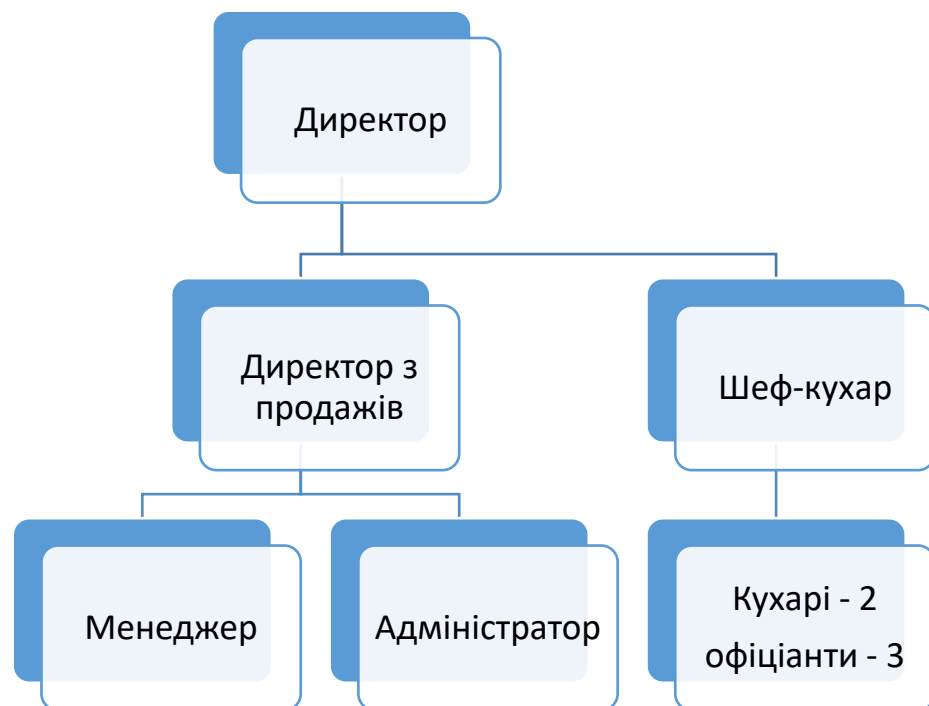 Директор
Директор з
продажів
Шеф-кухар
Менеджер
Адміністратор
Кухарі - 2
офіціанти - 3